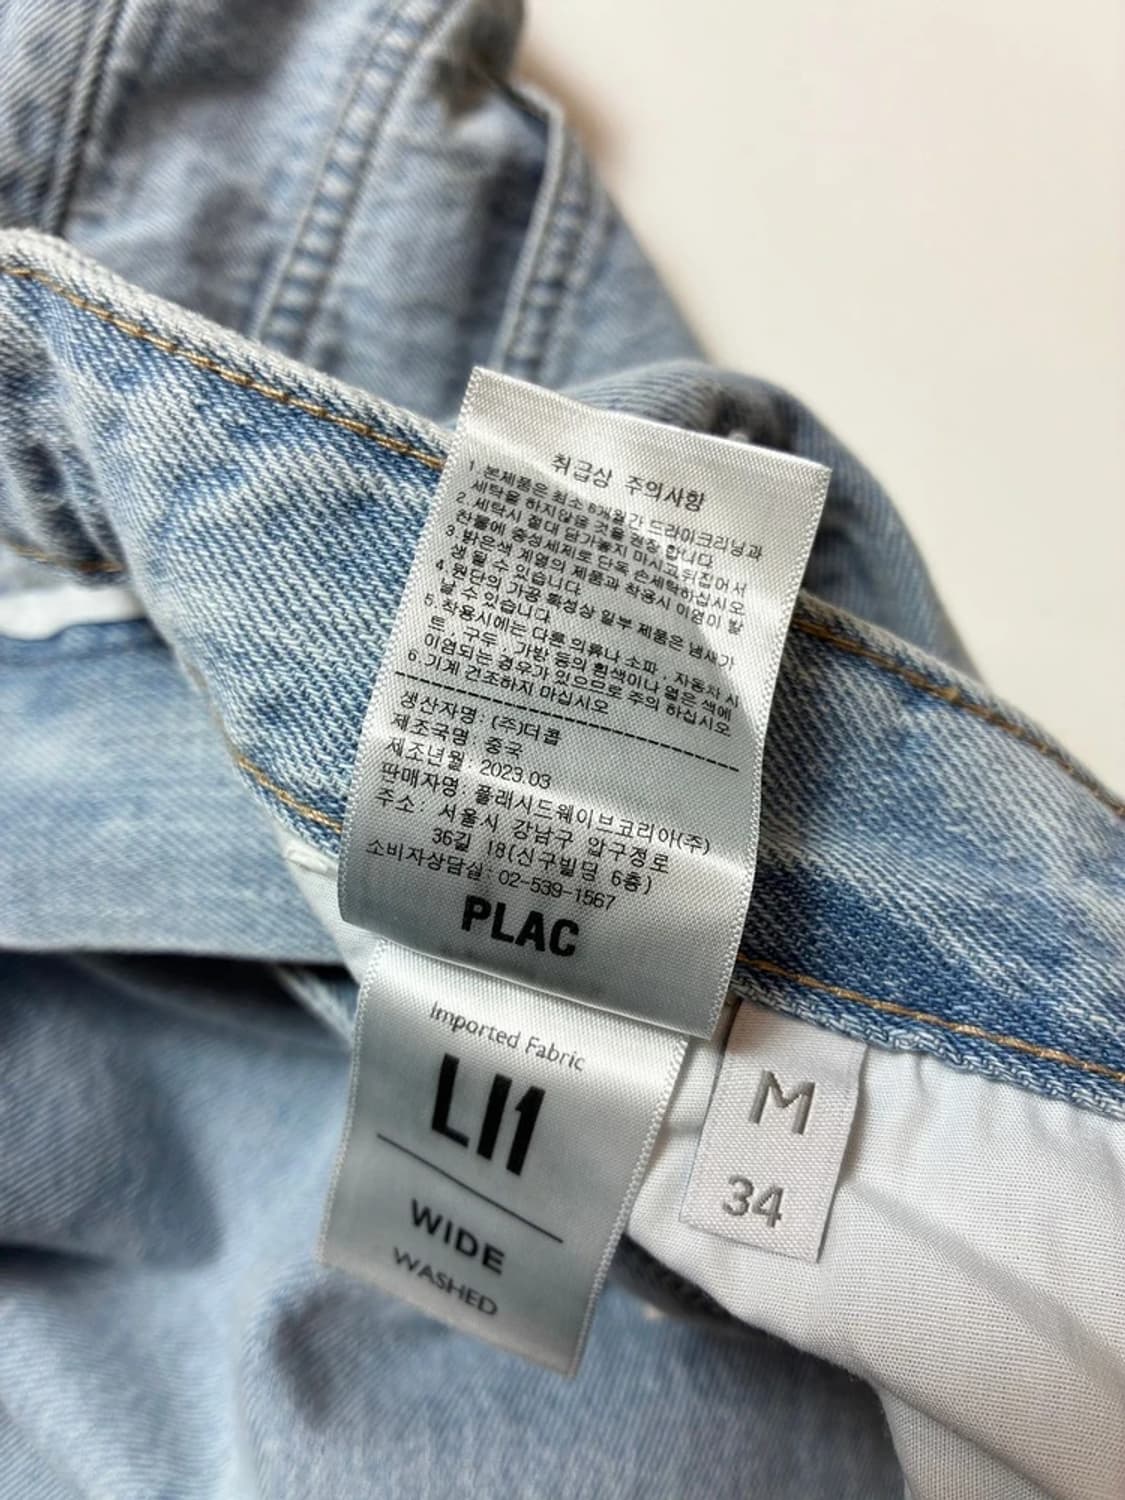 취급상 주의사항
1.본제품은 최소 6개월간 드라이크리닝과
세탁을 하지않을 것을 권장 합니다
2.세탁시 절대 담가놓지 마시고 뒤집어서
찬물에 중성세제로 단독 손세탁하십시오
3.밝은색 계열의 제품과 착용시 이염이 발
생 될 수 있습니다
4.원단의 가공 특성상 일부 제품은 냄새가
날 수 있습니다
5.착용시에는 다른 의류나 소파, 자동차 시
트, 구두, 가방 등의 흰색이나 옅은 색에
이염되는 경우가 있으므로 주의 하십시오
6.기계 건조하지 마십시오
생산자명: (주)더콤
제조국명: 중국
제조년월: 2023.03
판매자명: 플래시드웨이브코리아(주)
주소: 서울시 강남구 압구정로
36길 18(신구빌딩 6층)
소비자상담실: 02-539-1567
PLAC
Imported Fabric
L11
WIDE
WASHED
M
34